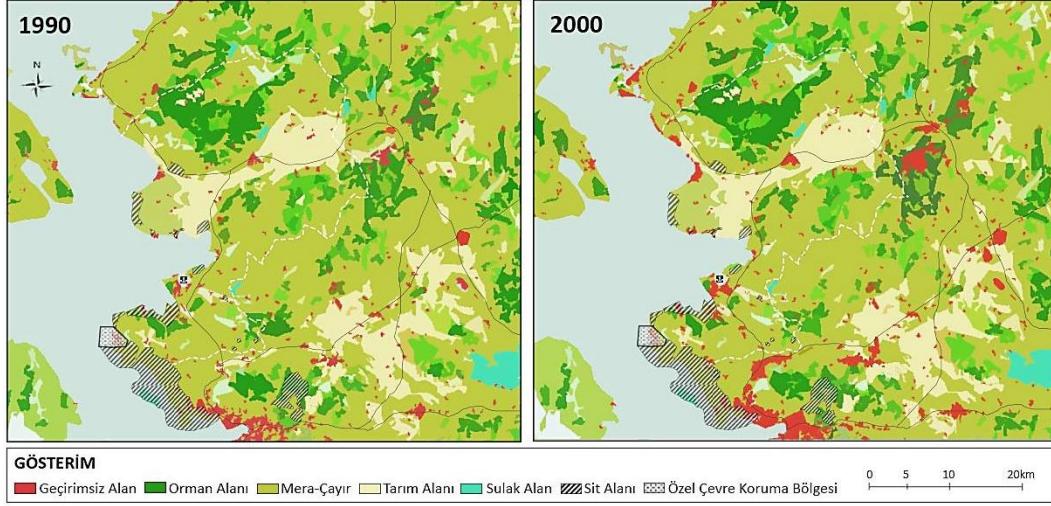 1990
2000
N
GÖSTERİM
Geçirimsiz Alan Orman Alanı Mera-Çayır Tarım Alanı Sulak Alan Sit Alanı Özel Çevre Koruma Bölgesi
0 5 10 20km